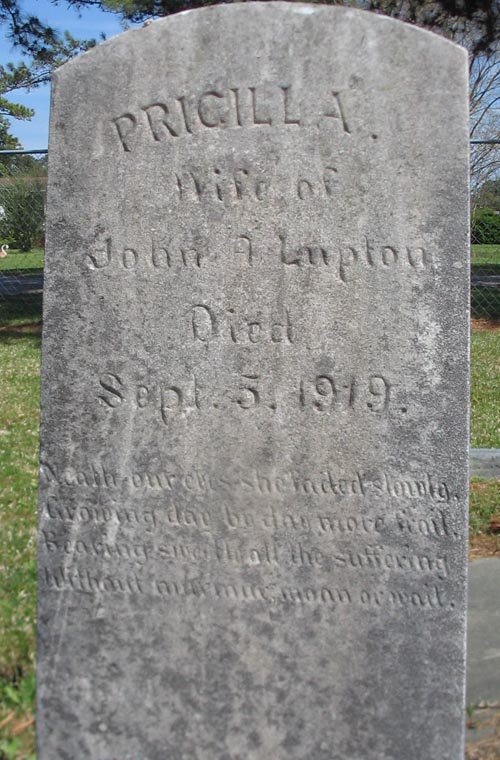 PRICILLA.
Wife of
John A Lupton
Died
Sept. 5, 1919.
Neath our eyes she faded slowly,
Growing day by day more frail,
Bearing sweetly all the suffering
Without murmur, moan or wail.